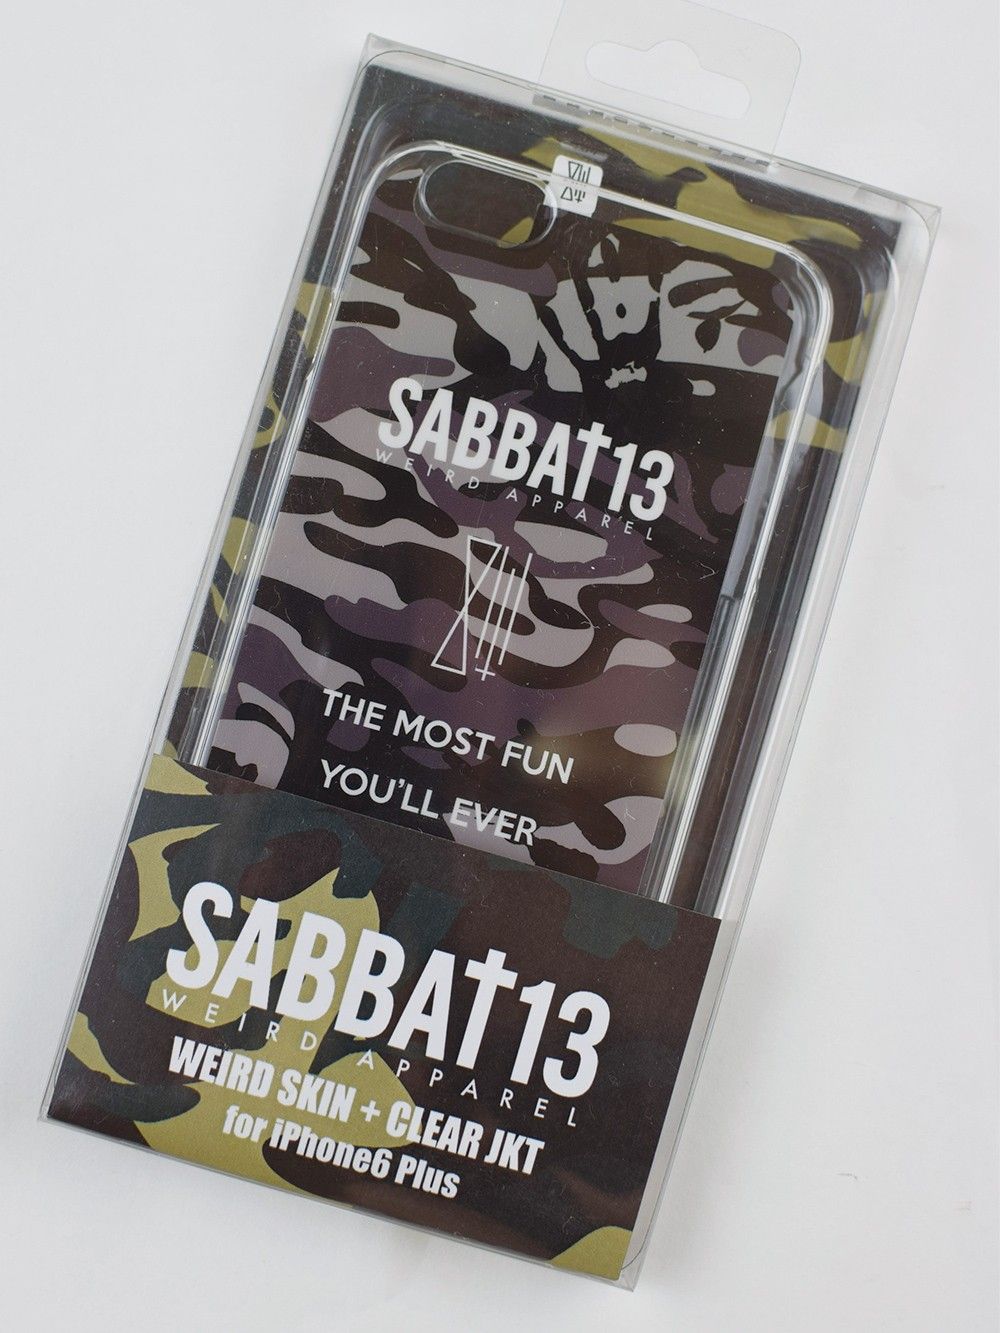 SABBAT13
WEIRD APPAREL
THE MOST FUN
YOU'LL EVER
SABBAT13
WEIRD APPAREL
WEIRD SKIN + CLEAR JKT
for iPhone6 Plus